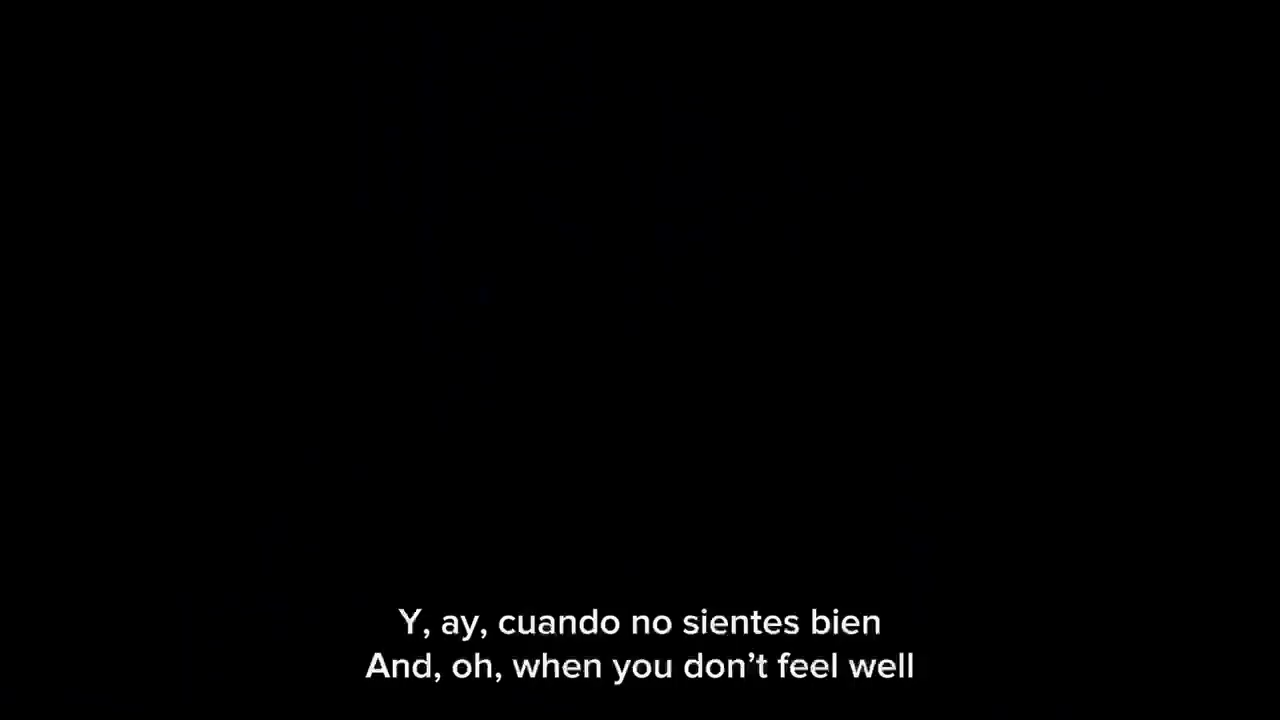 Y, ay, cuando no sientes bien
And, oh, when you don’t feel well